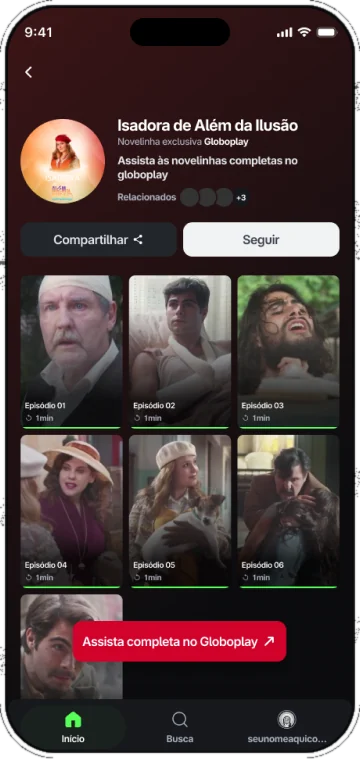 9:41
Isadora de Além da Ilusão
Novelinha exclusiva Globoplay
Assista às novelinhas completas no
globoplay
Relacionados +3
Compartilhar
Seguir
Episódio 01
1min
Episódio 02
1min
Episódio 03
1min
Episódio 04
1min
Episódio 05
1min
Episódio 06
1min
Assista completa no Globoplay
Início
Busca
seunomeaquico...